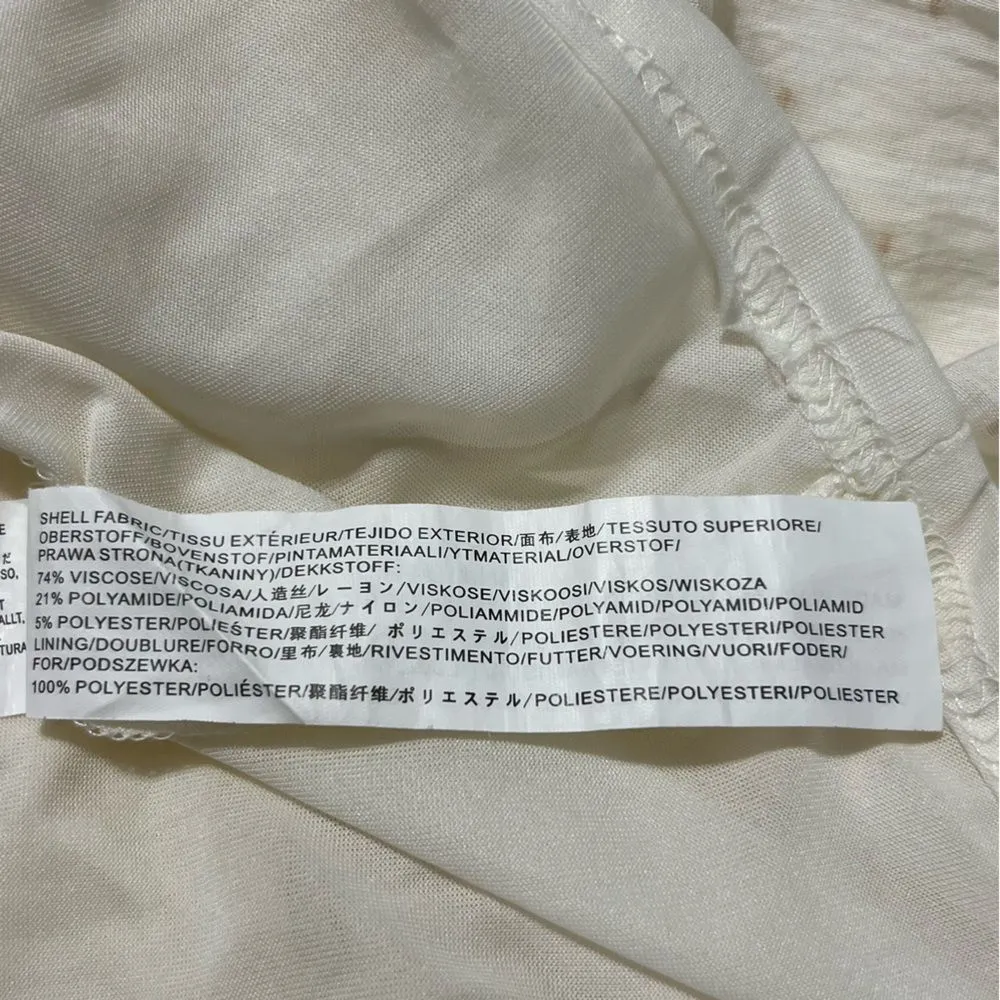 SHELL FABRIC/TISSU EXTÉRIEUR/TEJIDO EXTERIOR/面布/表地/TESSUTO SUPERIORE/
OBERSTOFF/BOVENSTOF/PINTAMATERIAALI/YTMATERIAL/OVERSTOF/
PRAWA STRONA(TKANINY)/DEKKSTOFF:
74% VISCOSE/VISCOSA/人造丝/レーヨン/VISKOSE/VISKOOSI/VISKOS/WISKOZA
21% POLYAMIDE/POLIAMIDA/尼龙/ナイロン/POLIAMMIDE/POLYAMID/POLYAMIDI/POLIAMID
5% POLYESTER/POLIÉSTER/聚酯纤维/ ポリエステル/POLIESTERE/POLYESTERI/POLIESTER
LINING/DOUBLURE/FORRO/里布/裏地/RIVESTIMENTO/FUTTER/VOERING/VUORI/FODER/
FOR/PODSZEWKA:
100% POLYESTER/POLIÉSTER/聚酯纤维/ポリエステル/POLIESTERE/POLYESTERI/POLIESTER